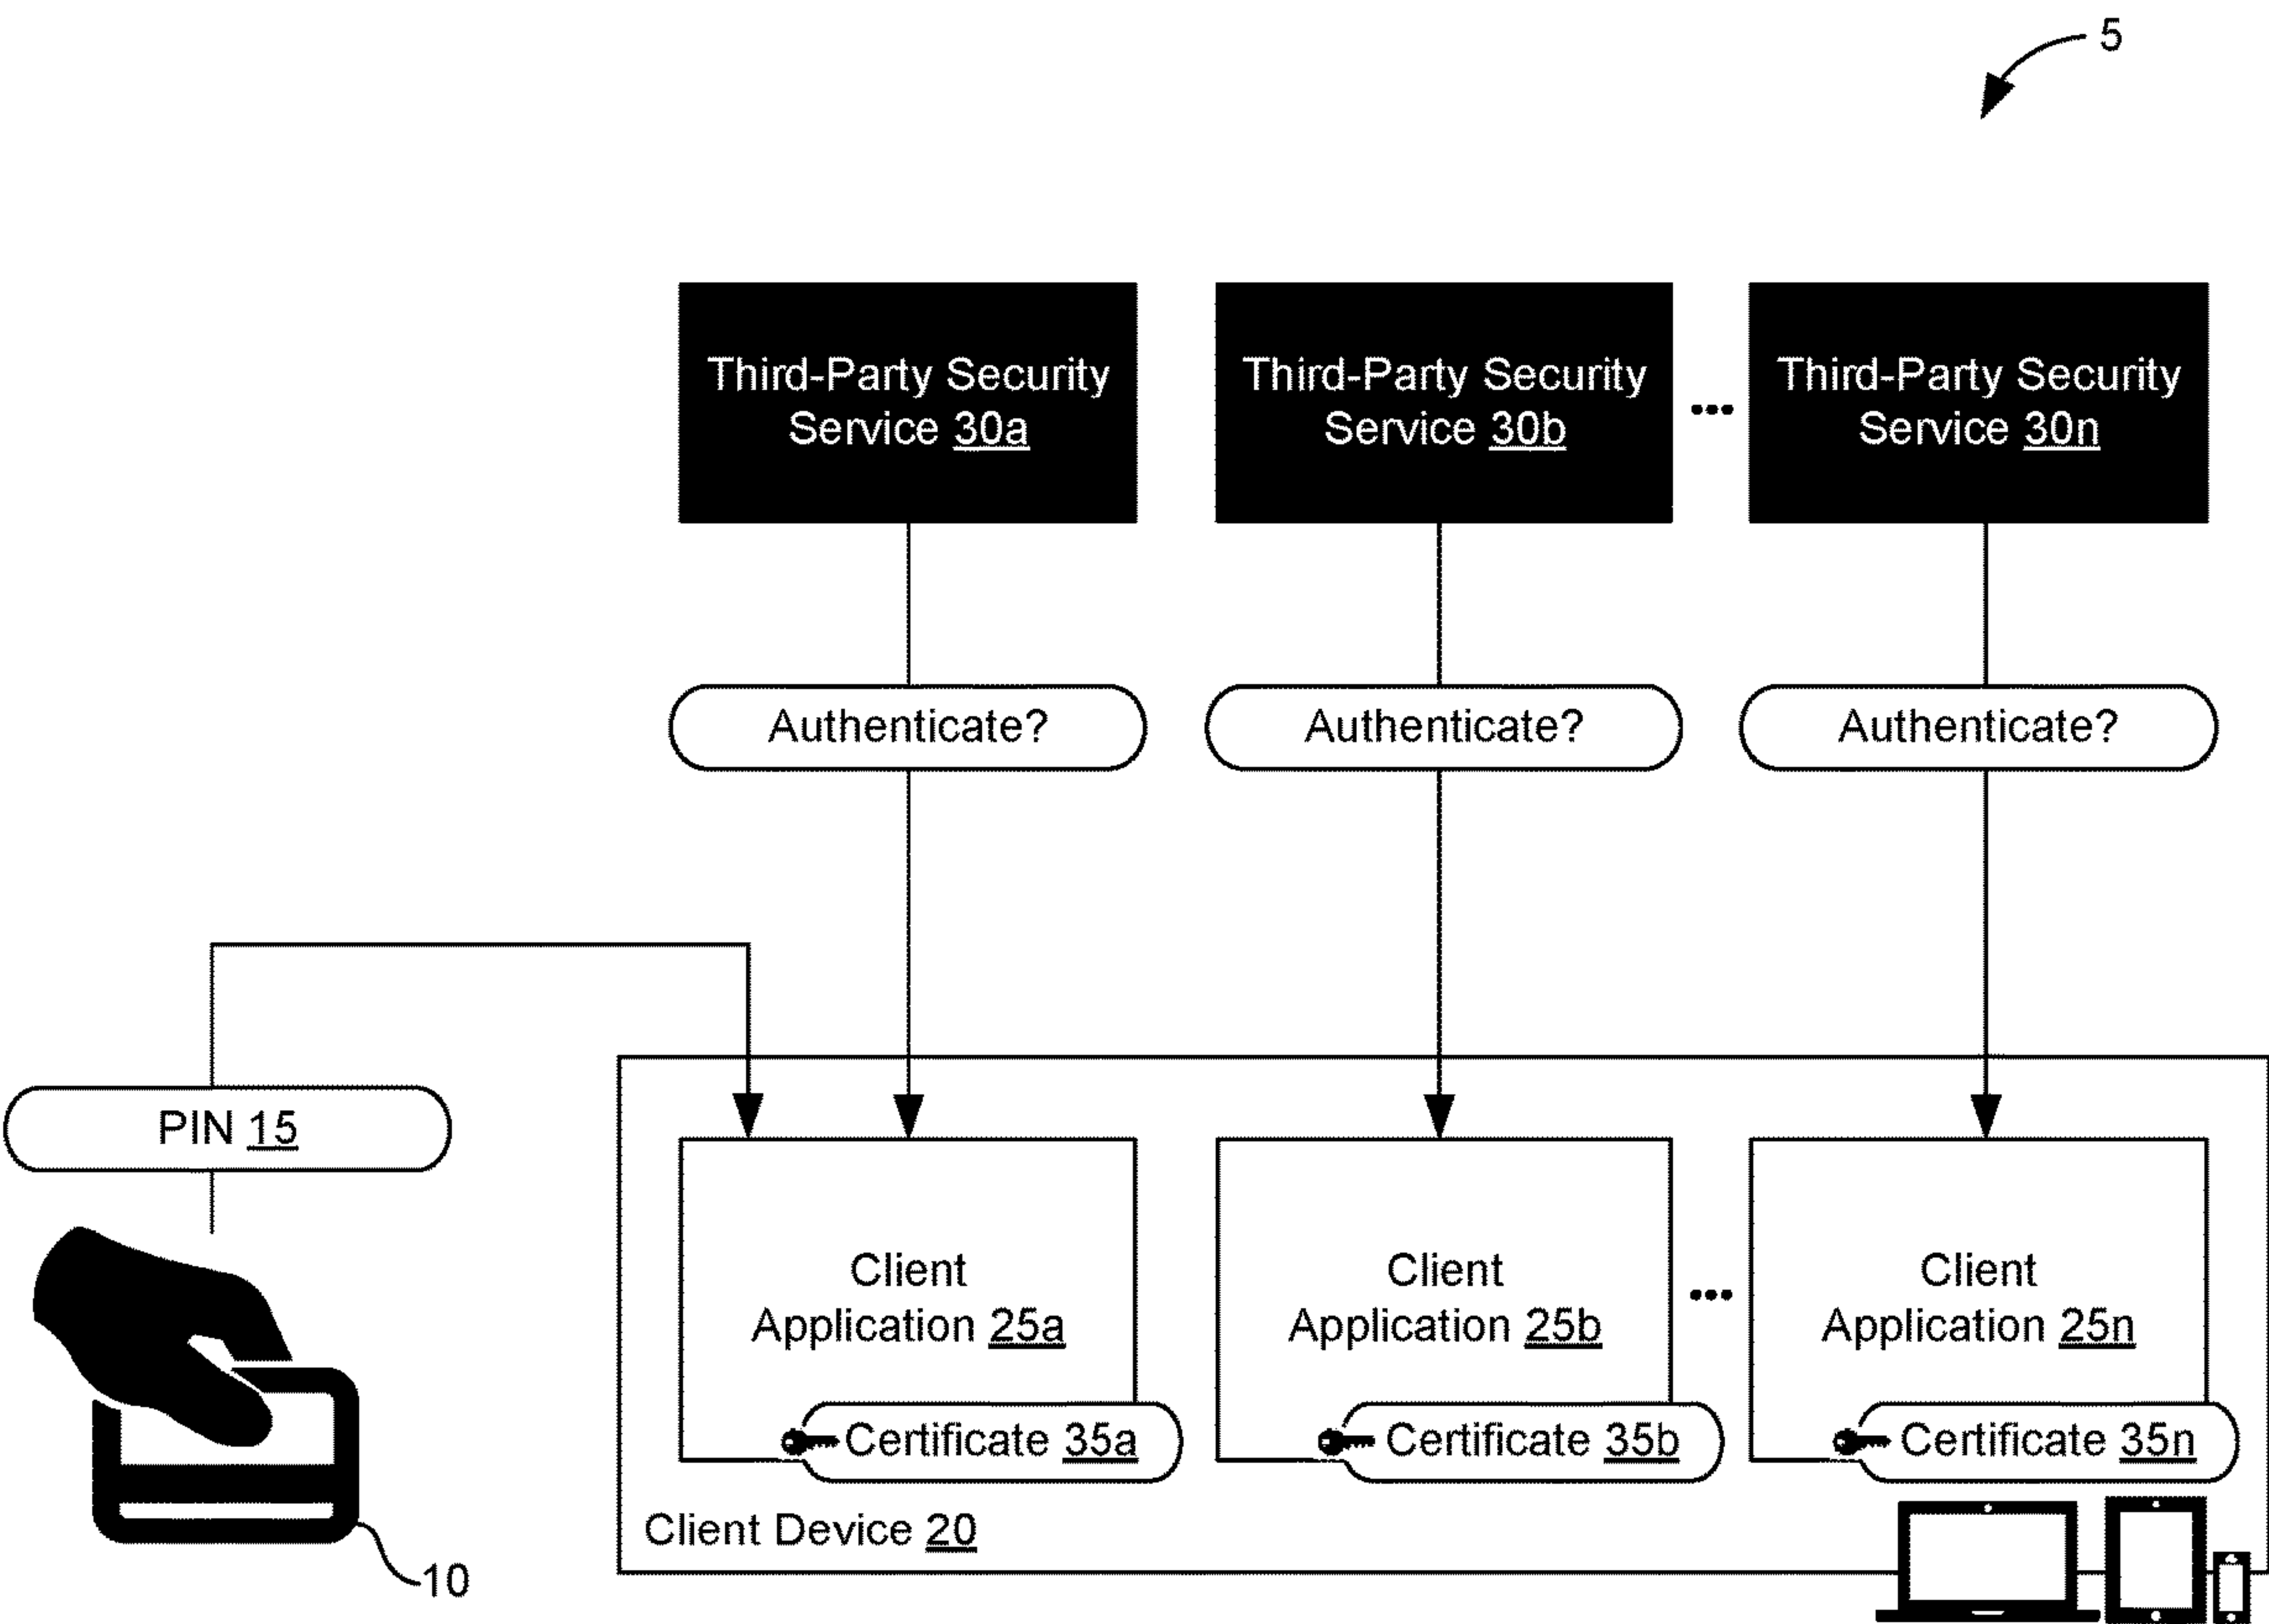 5
Third-Party Security
Service 30a
Third-Party Security
Service 30b
...
Third-Party Security
Service 30n
Authenticate?
Authenticate?
Authenticate?
PIN 15
10
Client
Application 25a
Certificate 35a
Client
Application 25b
Certificate 35b
...
Client
Application 25n
Certificate 35n
Client Device 20